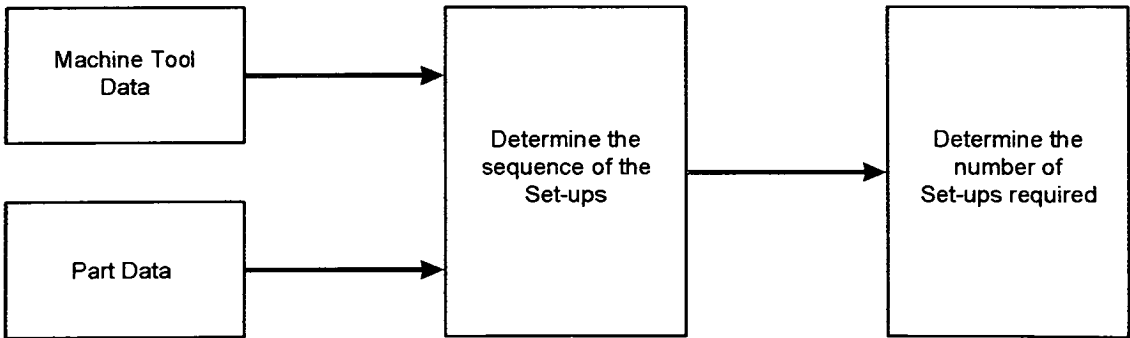 Machine Tool
Data
Part Data
Determine the
sequence of the
Set-ups
Determine the
number of
Set-ups required